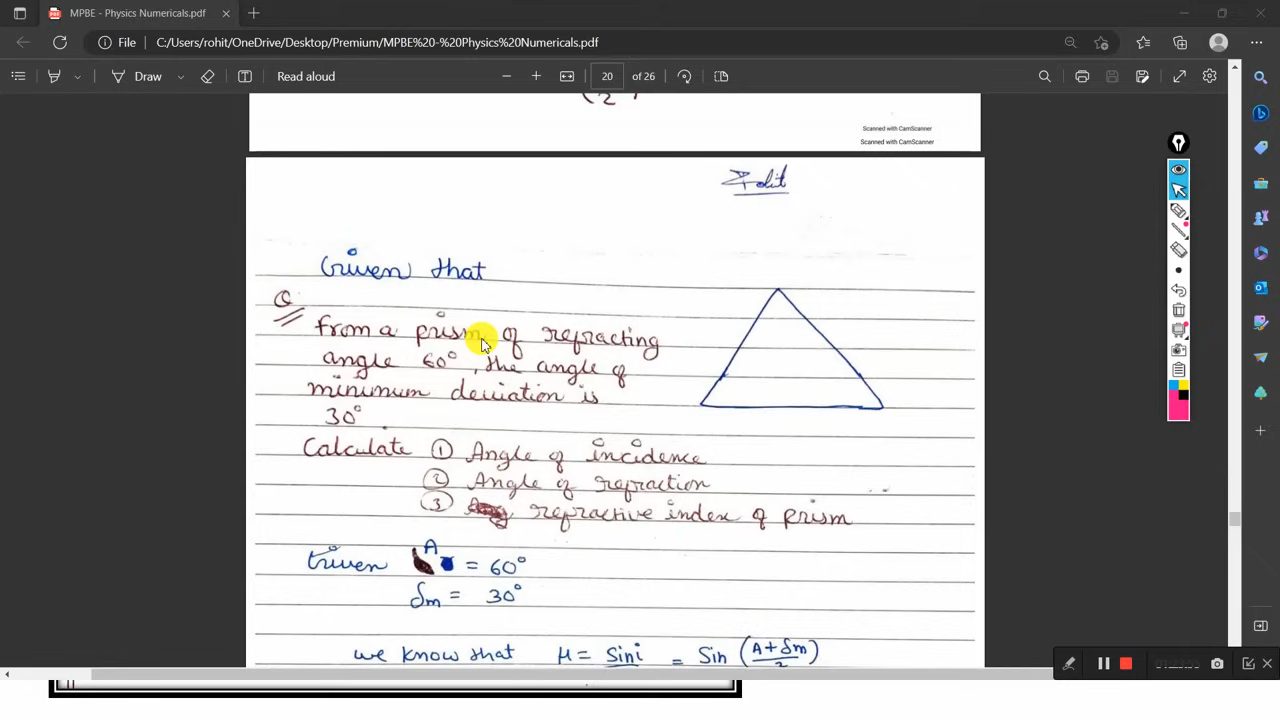 MPBE - Physics Numericals.pdf
File C:/Users/rohit/OneDrive/Desktop/Premium/MPBE%20-%20Physics%20Numericals.pdf
Draw Read aloud 20 of 26
Scanned with CamScanner
Scanned with CamScanner
Given that
Q
from a prism of refracting
angle 60°, the angle of
minimum deviation is
30°
Calculate ① Angle of incidence
② Angle of refraction
③ refractive index of prism
Given A = 60°
δm = 30°
we know that μ = Sini = Sin (A + δm)